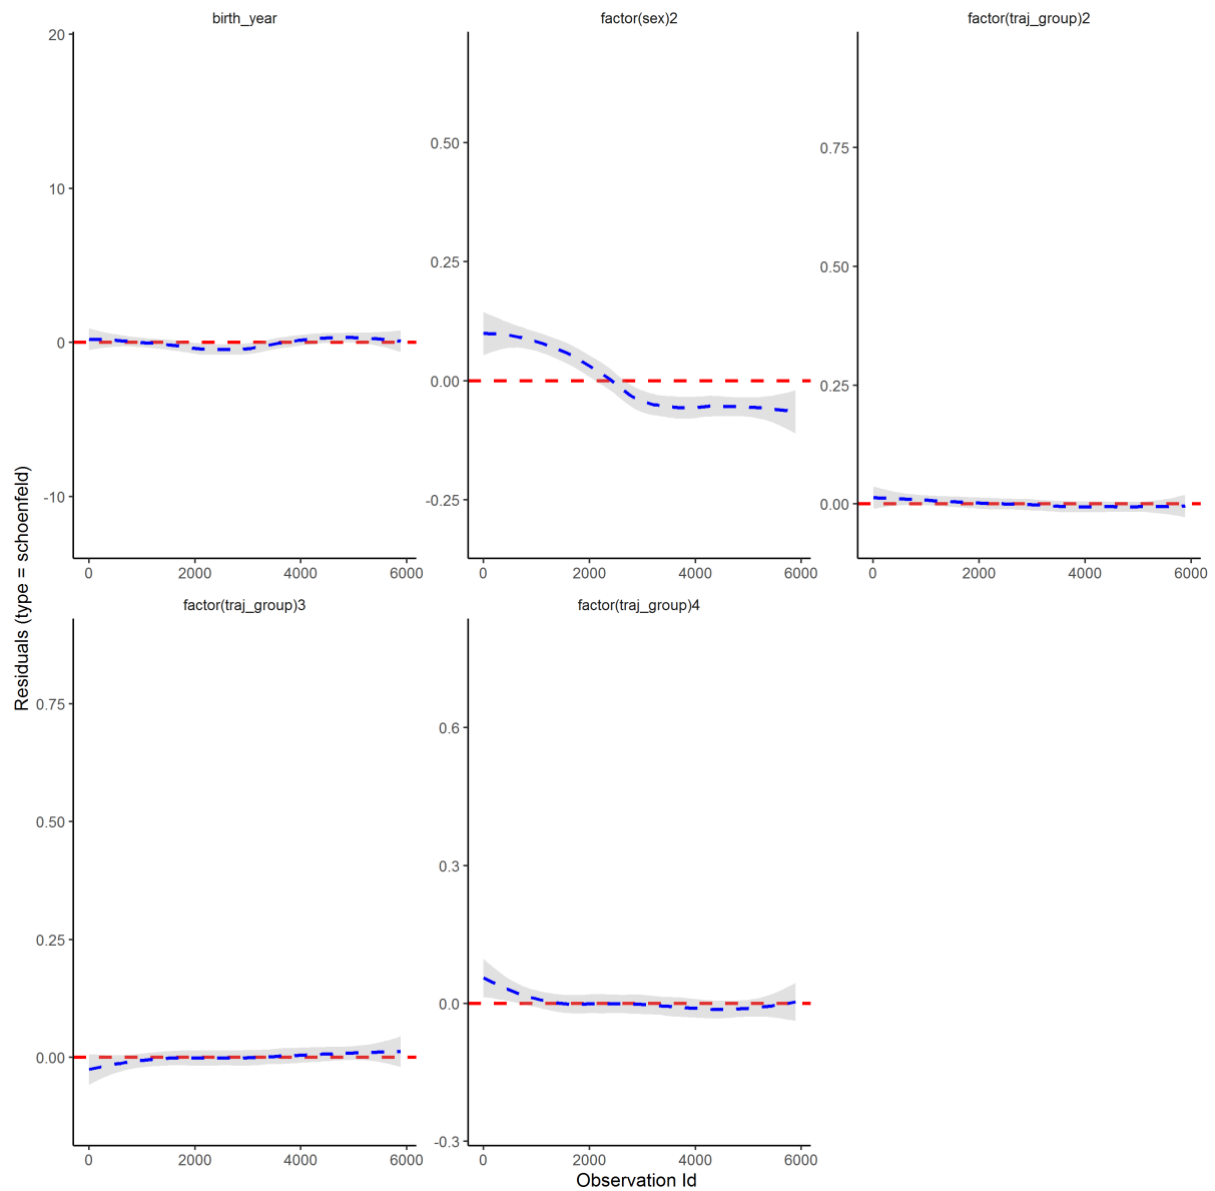 birth_year
factor(sex)2
factor(traj_group)2
20
10
0
-10
0.50
0.25
0.00
-0.25
0.75
0.50
0.25
0.00
0 2000 4000 6000
0 2000 4000 6000
0 2000 4000 6000
Residuals (type = schoenfeld)
factor(traj_group)3
factor(traj_group)4
0.75
0.50
0.25
0.00
0.6
0.3
0.0
-0.3
0 2000 4000 6000
0 2000 4000 6000
Observation Id